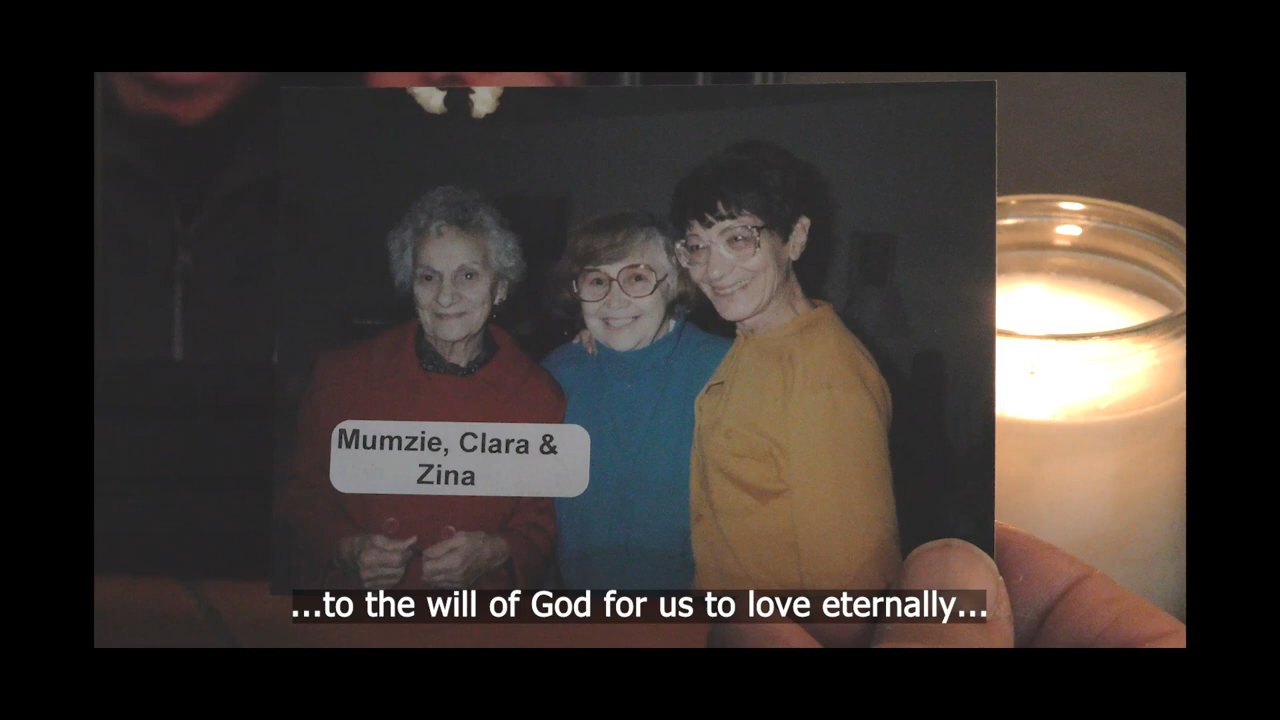 Mumzie, Clara &
Zina
...to the will of God for us to love eternally...